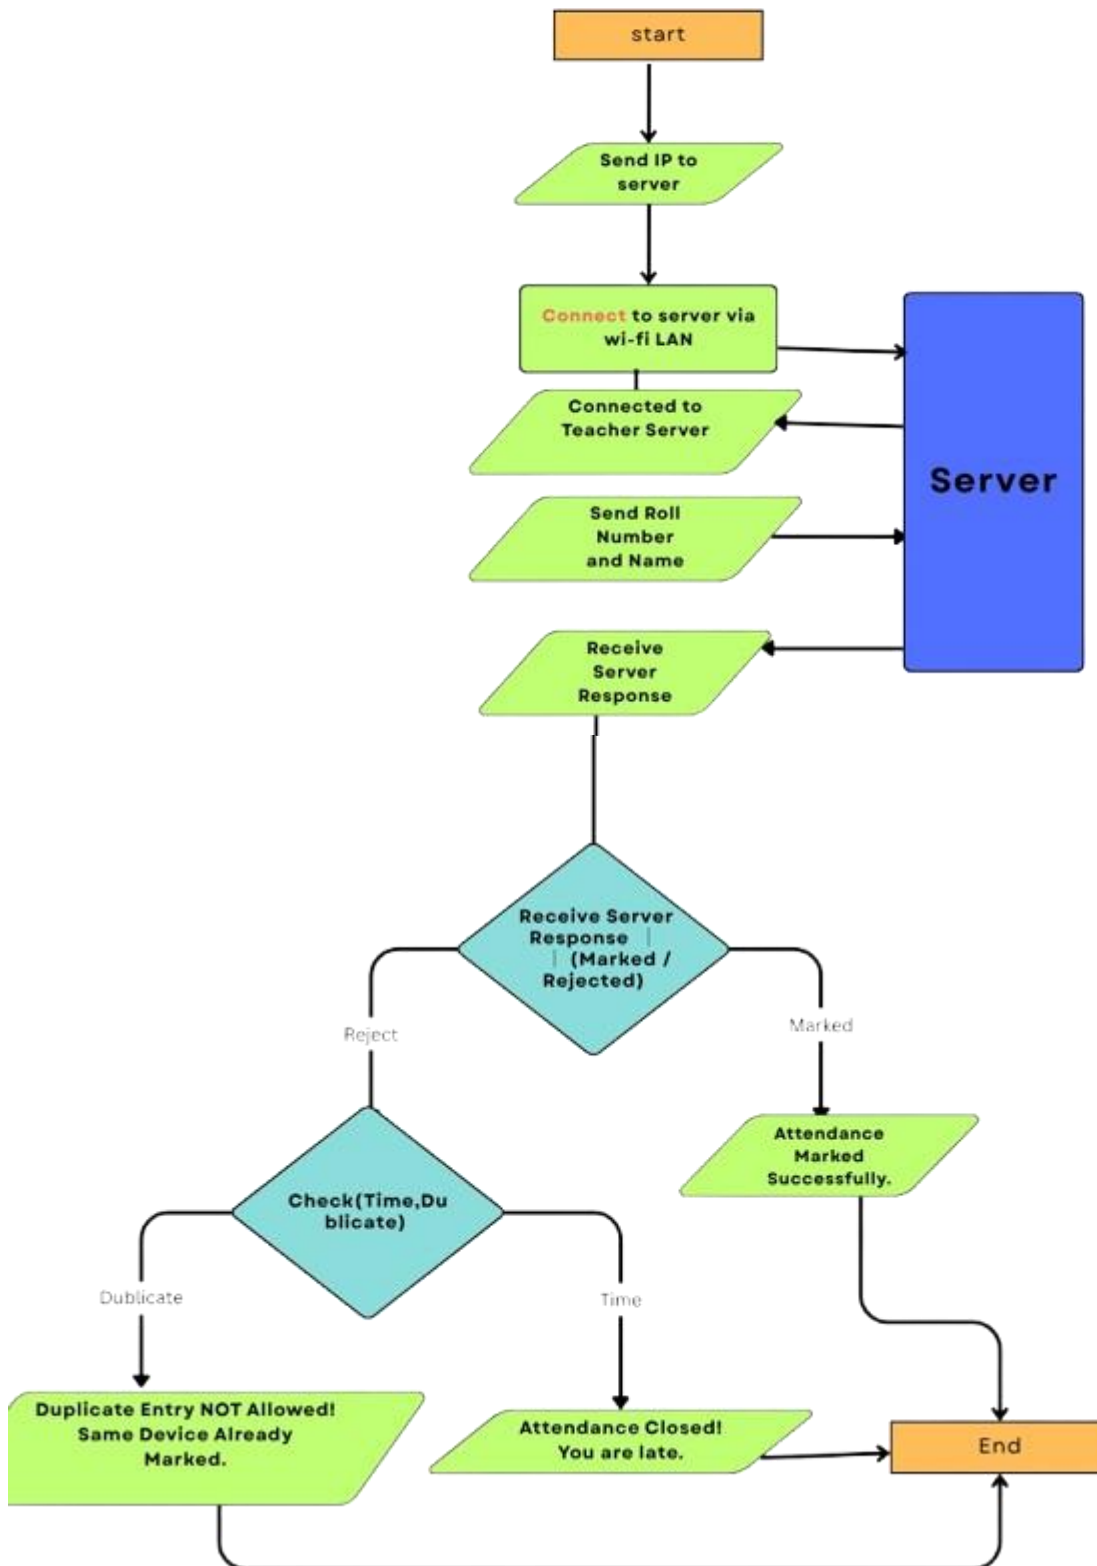 start
Send IP to
server
Connect to server via
wi-fi LAN
Connected to
Teacher Server
Server
Send Roll
Number
and Name
Receive
Server
Response
Receive Server
Response |
| (Marked /
Rejected)
Reject
Marked
Attendance
Marked
Successfully.
Check(Time,Du
blicate)
Dublicate
Time
Duplicate Entry NOT Allowed!
Same Device Already
Marked.
Attendance Closed!
You are late.
End